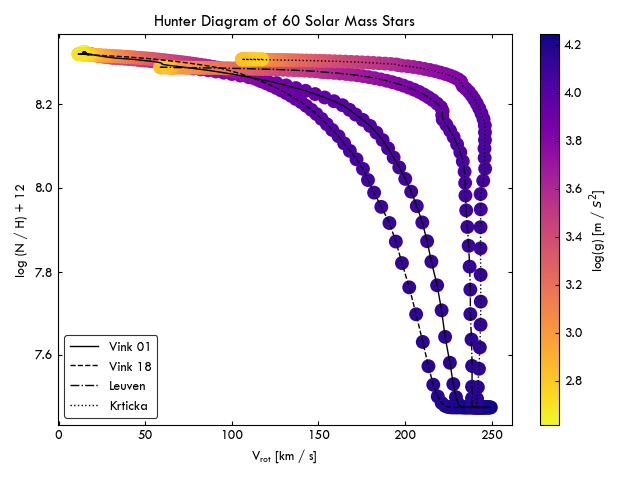 Hunter Diagram of 60 Solar Mass Stars
log (N / H) + 12
8.2
8.0
7.8
7.6
Vink 01
Vink 18
Leuven
Krticka
0
50
100
150
200
250
V_rot [km / s]
4.2
4.0
3.8
3.6
3.4
3.2
3.0
2.8
log(g) [m / s²]